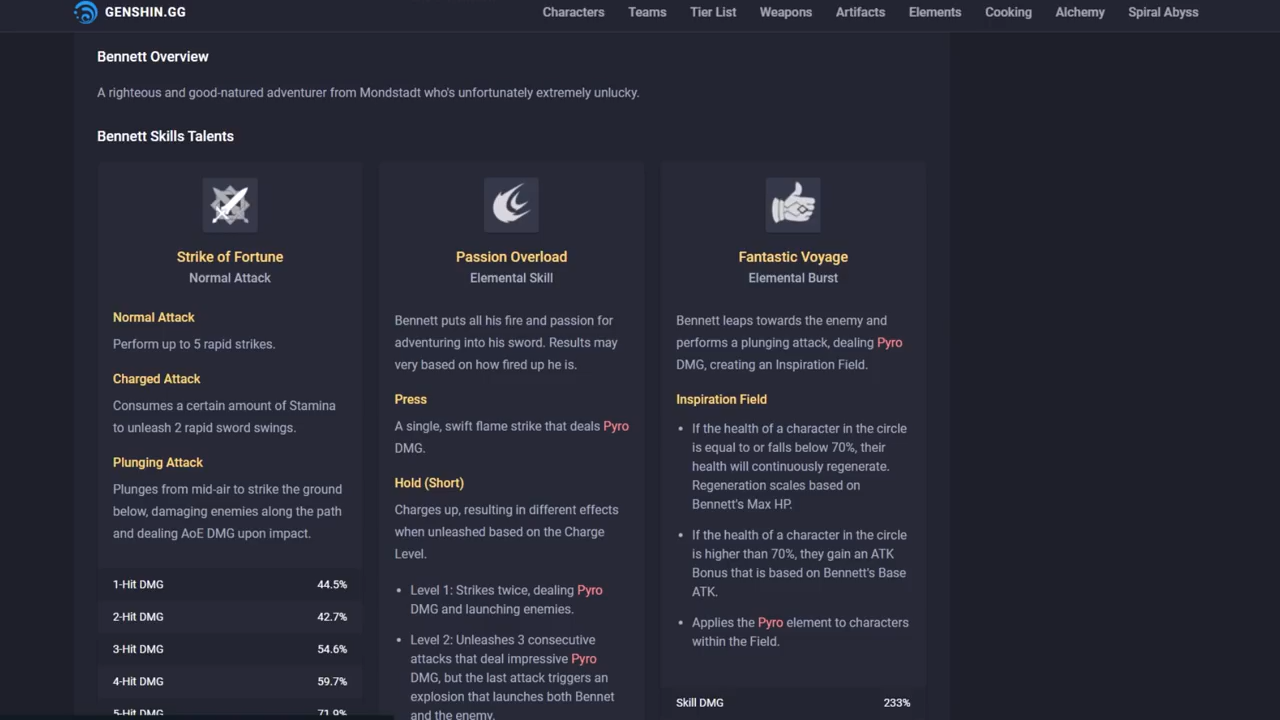 GENSHIN.GG
Characters
Teams
Tier List
Weapons
Artifacts
Elements
Cooking
Alchemy
Spiral Abyss
Bennett Overview
A righteous and good-natured adventurer from Mondstadt who's unfortunately extremely unlucky.
Bennett Skills Talents
Strike of Fortune
Normal Attack
Normal Attack
Perform up to 5 rapid strikes.
Charged Attack
Consumes a certain amount of Stamina
to unleash 2 rapid sword swings.
Plunging Attack
Plunges from mid-air to strike the ground
below, damaging enemies along the path
and dealing AoE DMG upon impact.
1-Hit DMG 44.5%
2-Hit DMG 42.7%
3-Hit DMG 54.6%
4-Hit DMG 59.7%
5-Hit DMG 71.9%
Passion Overload
Elemental Skill
Bennett puts all his fire and passion for
adventuring into his sword. Results may
very based on how fired up he is.
Press
A single, swift flame strike that deals Pyro
DMG.
Hold (Short)
Charges up, resulting in different effects
when unleashed based on the Charge
Level.
• Level 1: Strikes twice, dealing Pyro
DMG and launching enemies.
• Level 2: Unleashes 3 consecutive
attacks that deal impressive Pyro
DMG, but the last attack triggers an
explosion that launches both Bennet
and the enemy.
Fantastic Voyage
Elemental Burst
Bennett leaps towards the enemy and
performs a plunging attack, dealing Pyro
DMG, creating an Inspiration Field.
Inspiration Field
• If the health of a character in the circle
is equal to or falls below 70%, their
health will continuously regenerate.
Regeneration scales based on
Bennett's Max HP.
• If the health of a character in the circle
is higher than 70%, they gain an ATK
Bonus that is based on Bennett's Base
ATK.
• Applies the Pyro element to characters
within the Field.
Skill DMG 233%